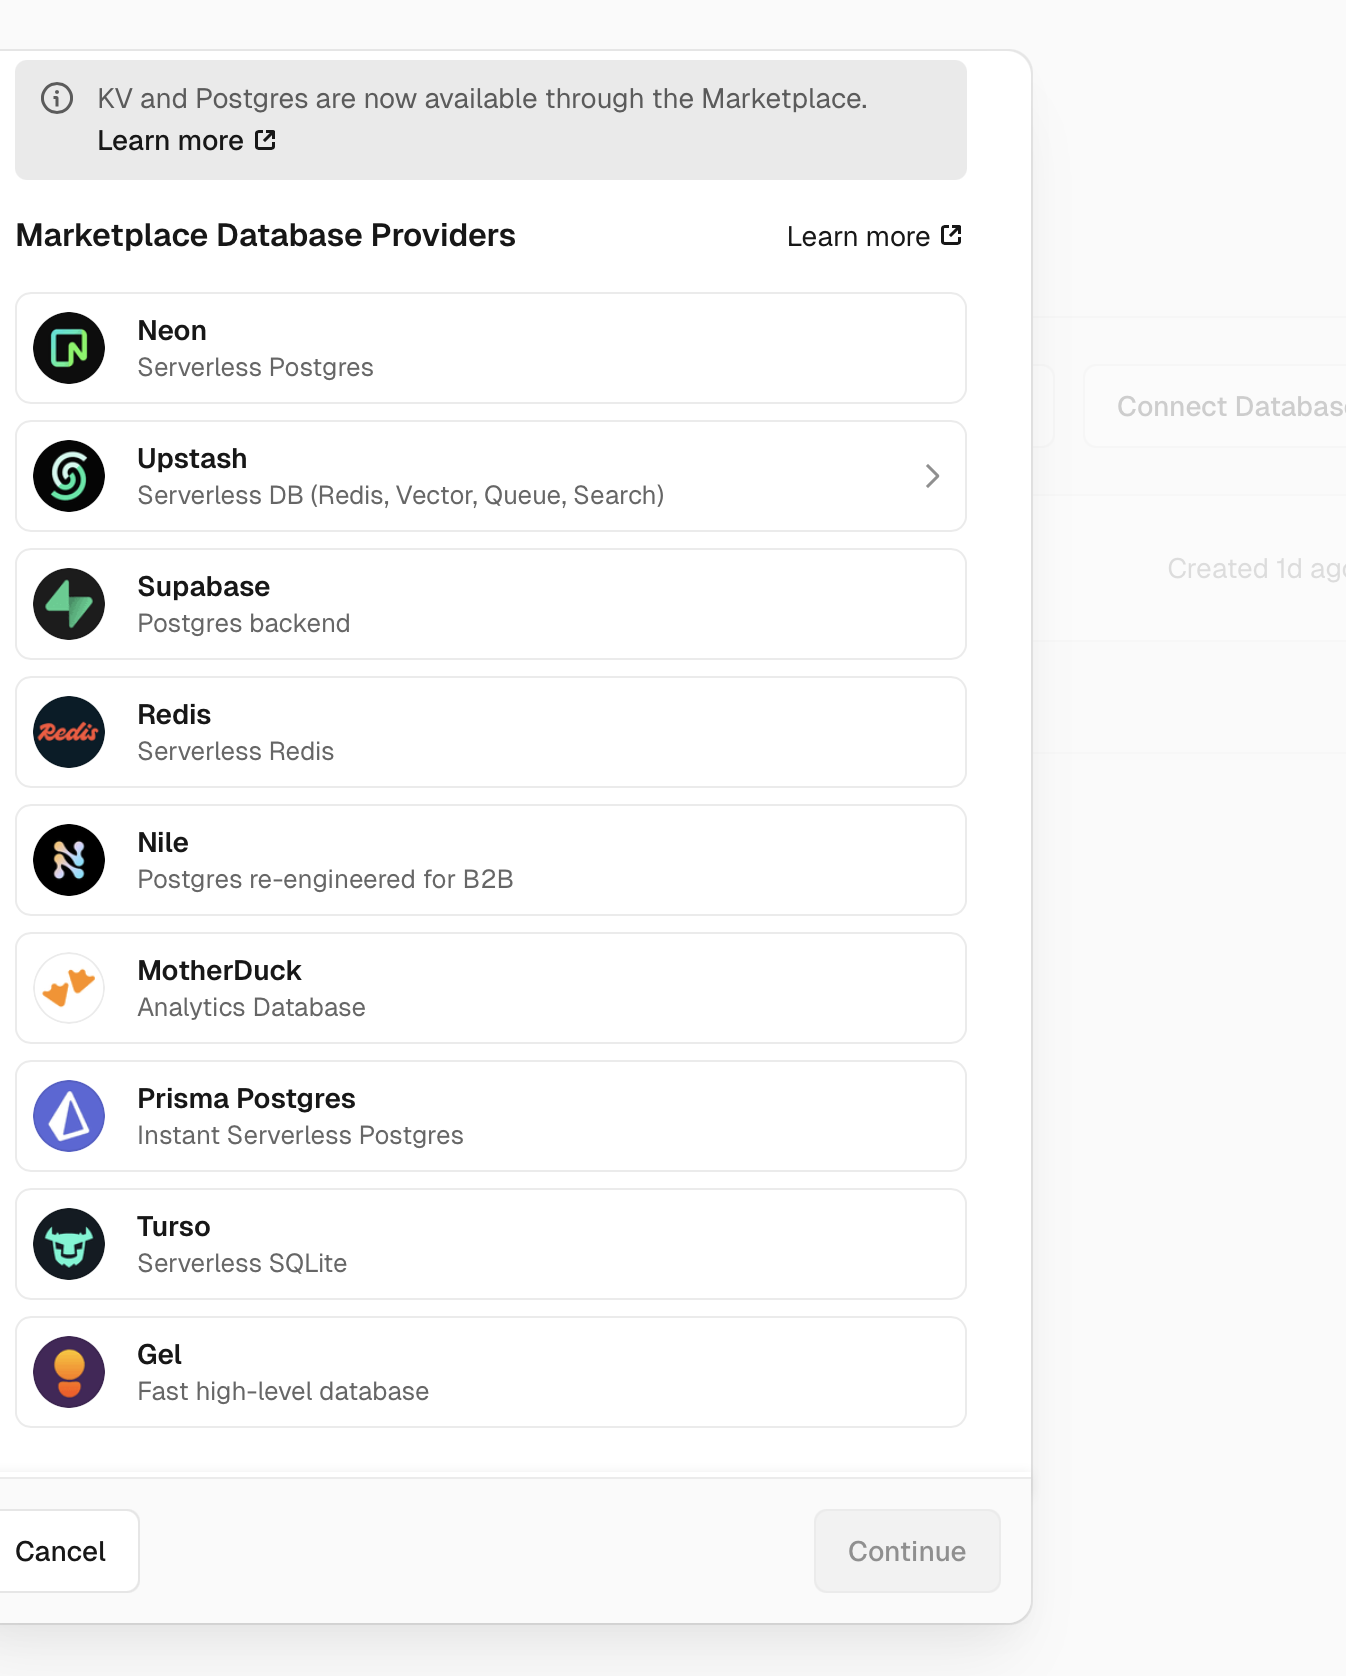 KV and Postgres are now available through the Marketplace.
Learn more
Marketplace Database Providers
Learn more
Neon
Serverless Postgres
Upstash
Serverless DB (Redis, Vector, Queue, Search)
Supabase
Postgres backend
Redis
Redis
Serverless Redis
Nile
Postgres re-engineered for B2B
MotherDuck
Analytics Database
Prisma Postgres
Instant Serverless Postgres
Turso
Serverless SQLite
Gel
Fast high-level database
Cancel
Continue
Connect Databas
Created 1d ag